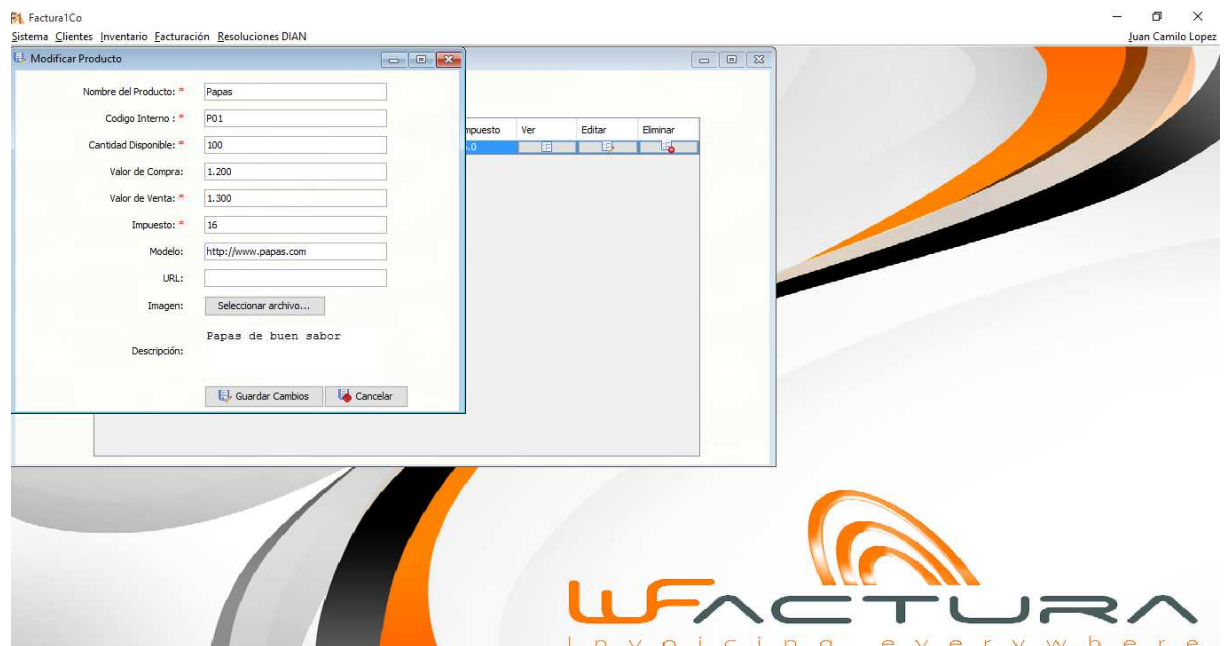 Factura1Co
Sistema Clientes Inventario Facturación Resoluciones DIAN Juan Camilo Lopez
Modificar Producto
Nombre del Producto: * Papas
Codigo Interno : * P01
Cantidad Disponible: * 100
Valor de Compra: 1.200
Valor de Venta: * 1.300
Impuesto: * 16
Modelo: http://www.papas.com
URL:
Imagen: Seleccionar archivo...
Descripción: Papas de buen sabor
Guardar Cambios Cancelar
Ver Editar Eliminar
wFactura
Invoicing everywhere